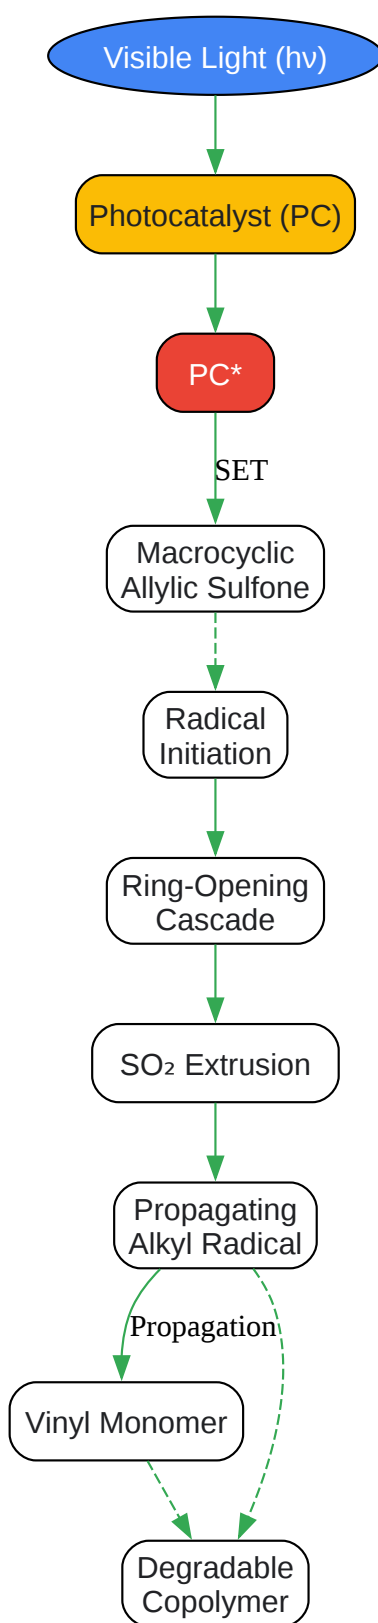 Visible Light (hν)
Photocatalyst (PC)
PC*
SET
Macrocyclic
Allylic Sulfone
Radical
Initiation
Ring-Opening
Cascade
SO₂ Extrusion
Propagating
Alkyl Radical
Propagation
Vinyl Monomer
Degradable
Copolymer